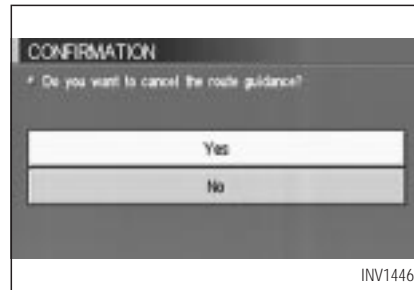 CONFIRMATION
* Do you want to cancel the route guidance?
Yes
No
INV1446